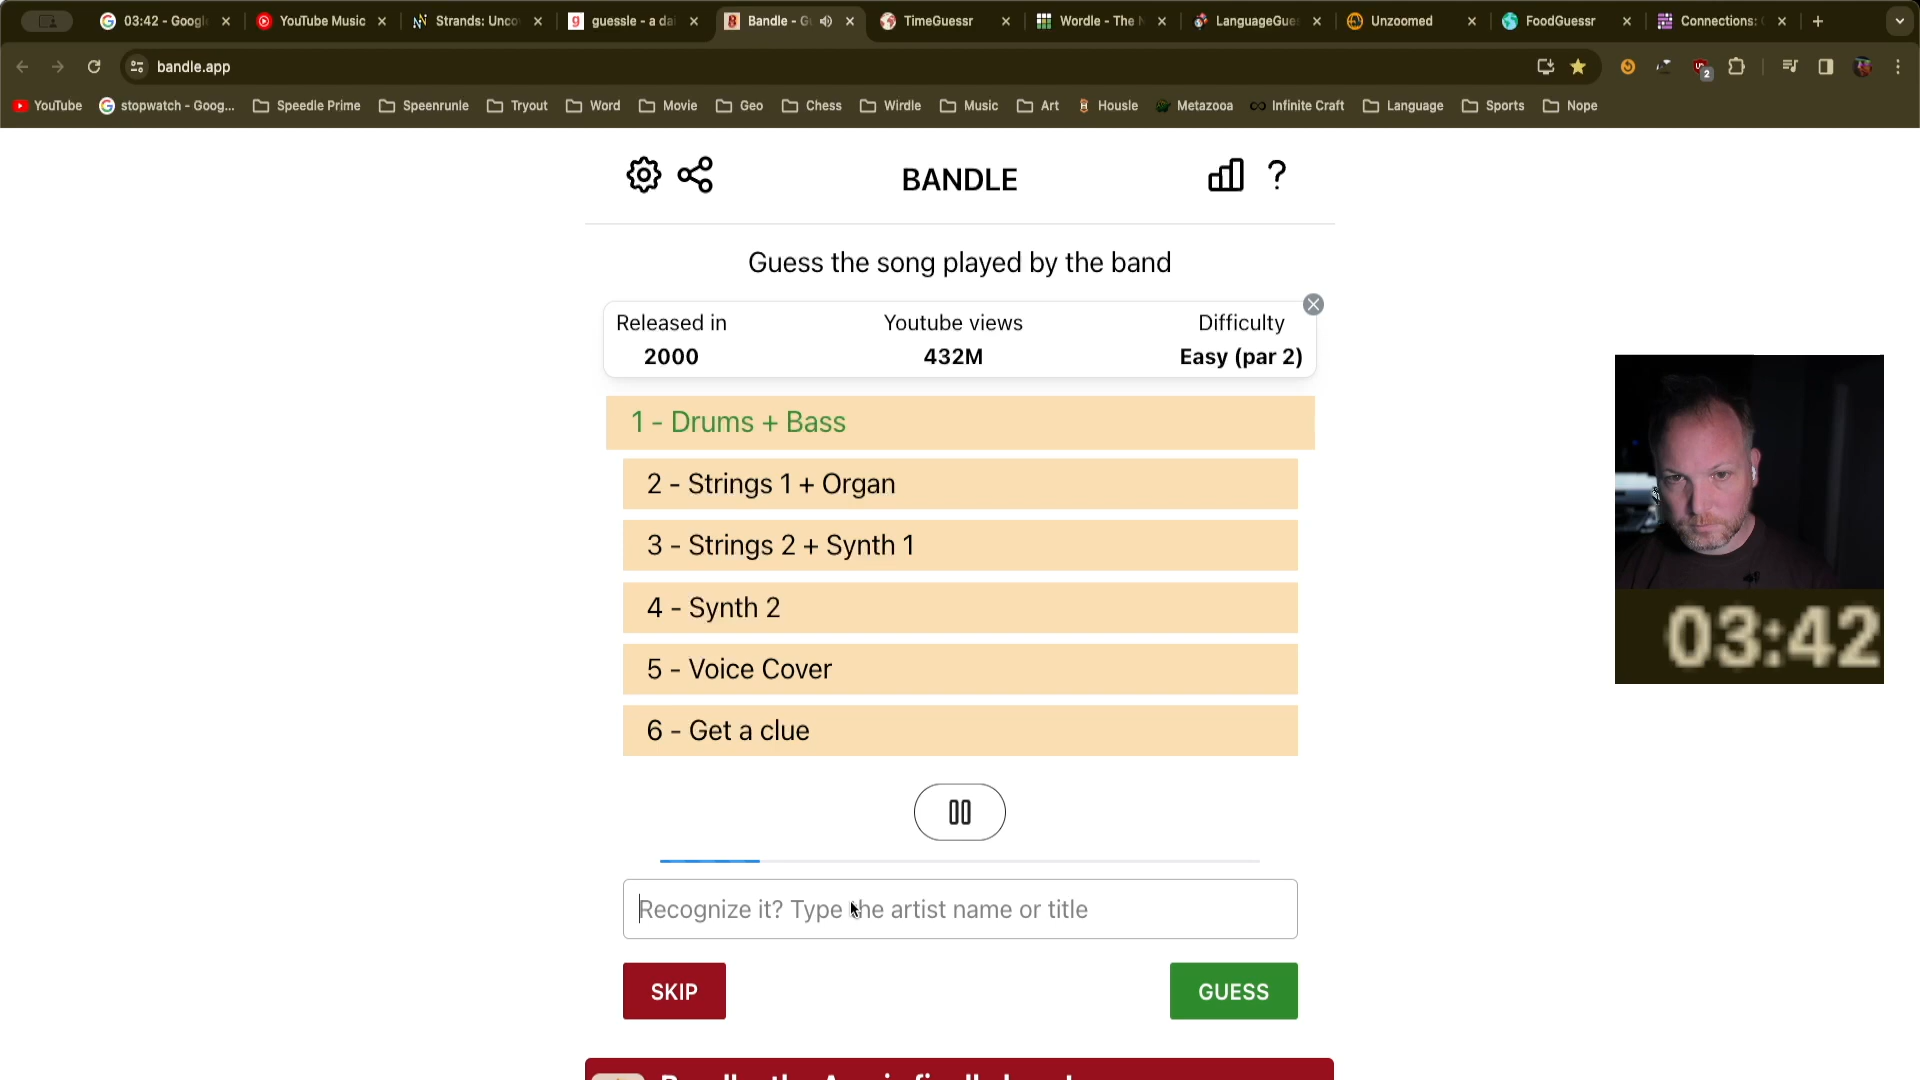 03:42 - Googl
YouTube Music
Strands: Unco
guessle - a dai
Bandle - G
TimeGuessr
Wordle - The N
LanguageGue
Unzoomed
FoodGuessr
Connections:
bandle.app
2
YouTube
stopwatch - Goog...
Speedle Prime
Speenrunle
Tryout
Word
Movie
Geo
Chess
Wirdle
Music
Art
Housle
Metazooa
Infinite Craft
Language
Sports
Nope
BANDLE
?
Guess the song played by the band
Released in
Youtube views
Difficulty
2000
432M
Easy (par 2)
1 - Drums + Bass
2 - Strings 1 + Organ
3 - Strings 2 + Synth 1
4 - Synth 2
5 - Voice Cover
6 - Get a clue
03:42
Recognize it? Type the artist name or title
SKIP
GUESS